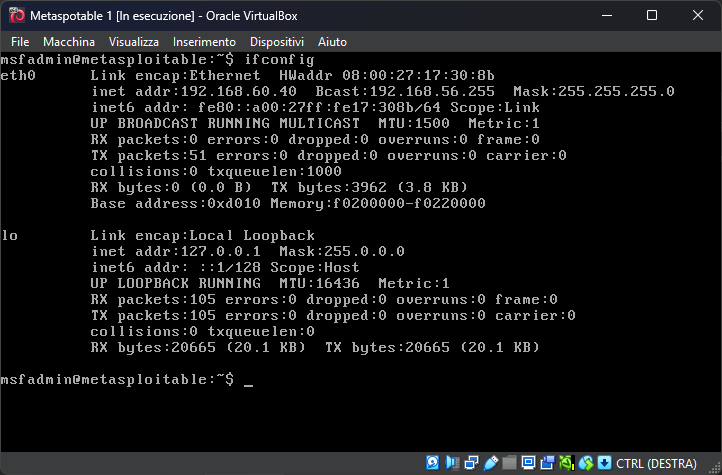 Metaspotable 1 [In esecuzione] - Oracle VirtualBox
File Macchina Visualizza Inserimento Dispositivi Aiuto
msfadmin@metasploitable:~$ ifconfig
eth0 Link encap:Ethernet HWaddr 08:00:27:17:30:8b
inet addr:192.168.60.40 Bcast:192.168.56.255 Mask:255.255.255.0
inet6 addr: fe80::a00:27ff:fe17:308b/64 Scope:Link
UP BROADCAST RUNNING MULTICAST MTU:1500 Metric:1
RX packets:0 errors:0 dropped:0 overruns:0 frame:0
TX packets:51 errors:0 dropped:0 overruns:0 carrier:0
collisions:0 txqueuelen:1000
RX bytes:0 (0.0 B) TX bytes:3962 (3.8 KB)
Base address:0xd010 Memory:f0200000-f0220000
lo Link encap:Local Loopback
inet addr:127.0.0.1 Mask:255.0.0.0
inet6 addr: ::1/128 Scope:Host
UP LOOPBACK RUNNING MTU:16436 Metric:1
RX packets:105 errors:0 dropped:0 overruns:0 frame:0
TX packets:105 errors:0 dropped:0 overruns:0 carrier:0
collisions:0 txqueuelen:0
RX bytes:20665 (20.1 KB) TX bytes:20665 (20.1 KB)
msfadmin@metasploitable:~$ _
CTRL (DESTRA)